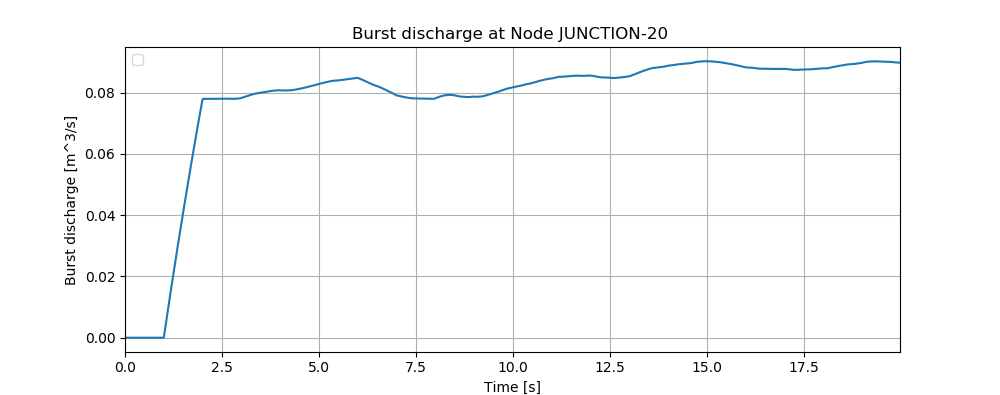 Burst discharge at Node JUNCTION-20
Burst discharge [m^3/s]
0.08
0.06
0.04
0.02
0.00
0.0 2.5 5.0 7.5 10.0 12.5 15.0 17.5
Time [s]